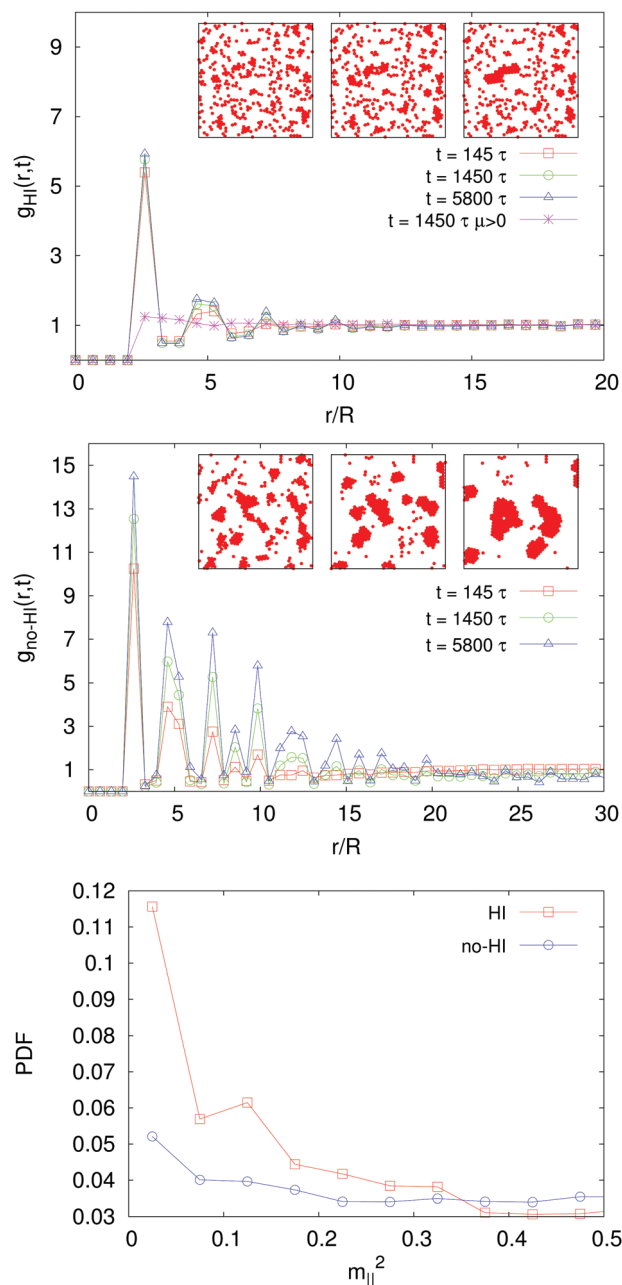 9
7
5
3
1
0 5 10 15 20
g_HI(r,t)
r/R
t = 145 τ
t = 1450 τ
t = 5800 τ
t = 1450 τ μ>0
15
13
11
9
7
5
3
1
0 5 10 15 20 25 30
g_no-HI(r,t)
r/R
t = 145 τ
t = 1450 τ
t = 5800 τ
0.12
0.11
0.1
0.09
0.08
0.07
0.06
0.05
0.04
0.03
0 0.1 0.2 0.3 0.4 0.5
PDF
m_||^2
HI
no-HI